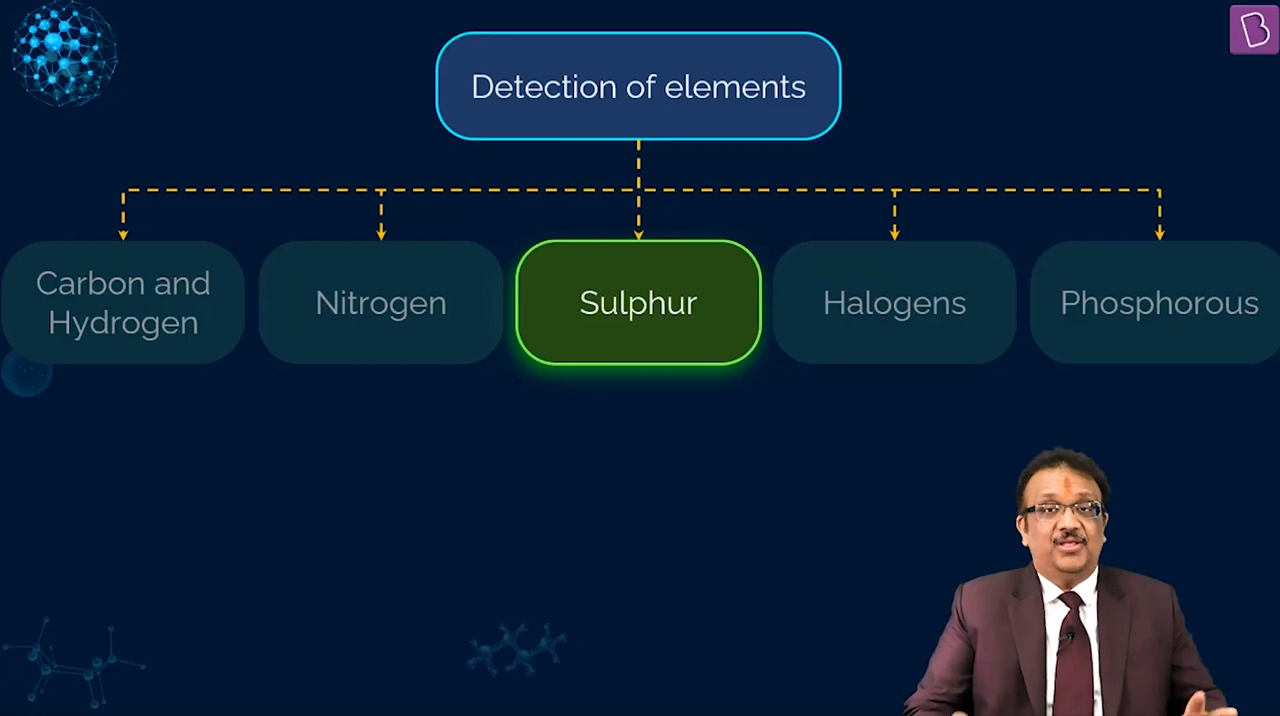 Detection of elements
Carbon and
Hydrogen
Nitrogen
Sulphur
Halogens
Phosphorous